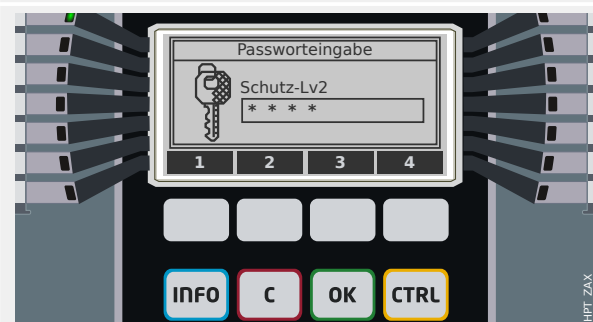 Passworteingabe
Schutz-Lv2
* * * *
1 2 3 4
INFO C OK CTRL
HPT ZAX